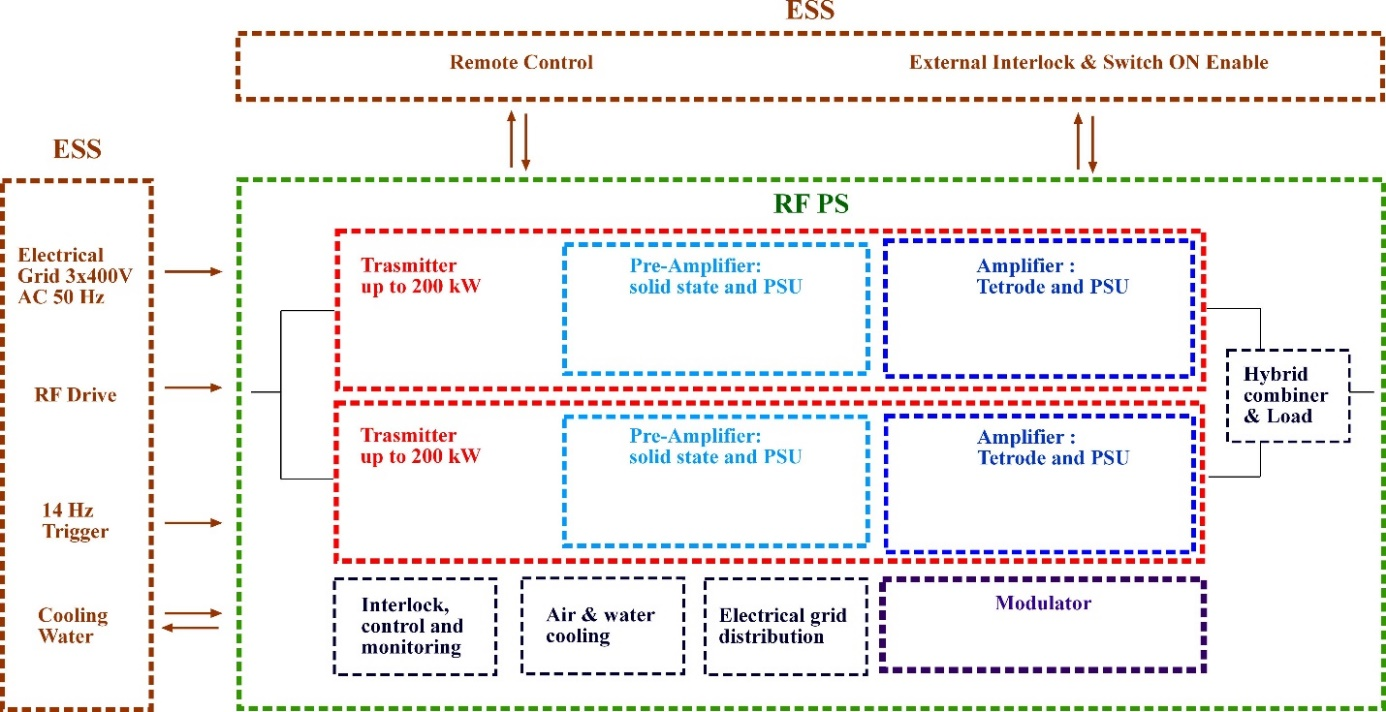 ESS
Remote Control
External Interlock & Switch ON Enable
ESS
Electrical
Grid 3x400V
AC 50 Hz
RF Drive
14 Hz
Trigger
Cooling
Water
RF PS
Trasmitter
up to 200 kW
Pre-Amplifier:
solid state and PSU
Amplifier :
Tetrode and PSU
Trasmitter
up to 200 kW
Pre-Amplifier:
solid state and PSU
Amplifier :
Tetrode and PSU
Hybrid
combiner
& Load
Interlock,
control and
monitoring
Air & water
cooling
Electrical grid
distribution
Modulator